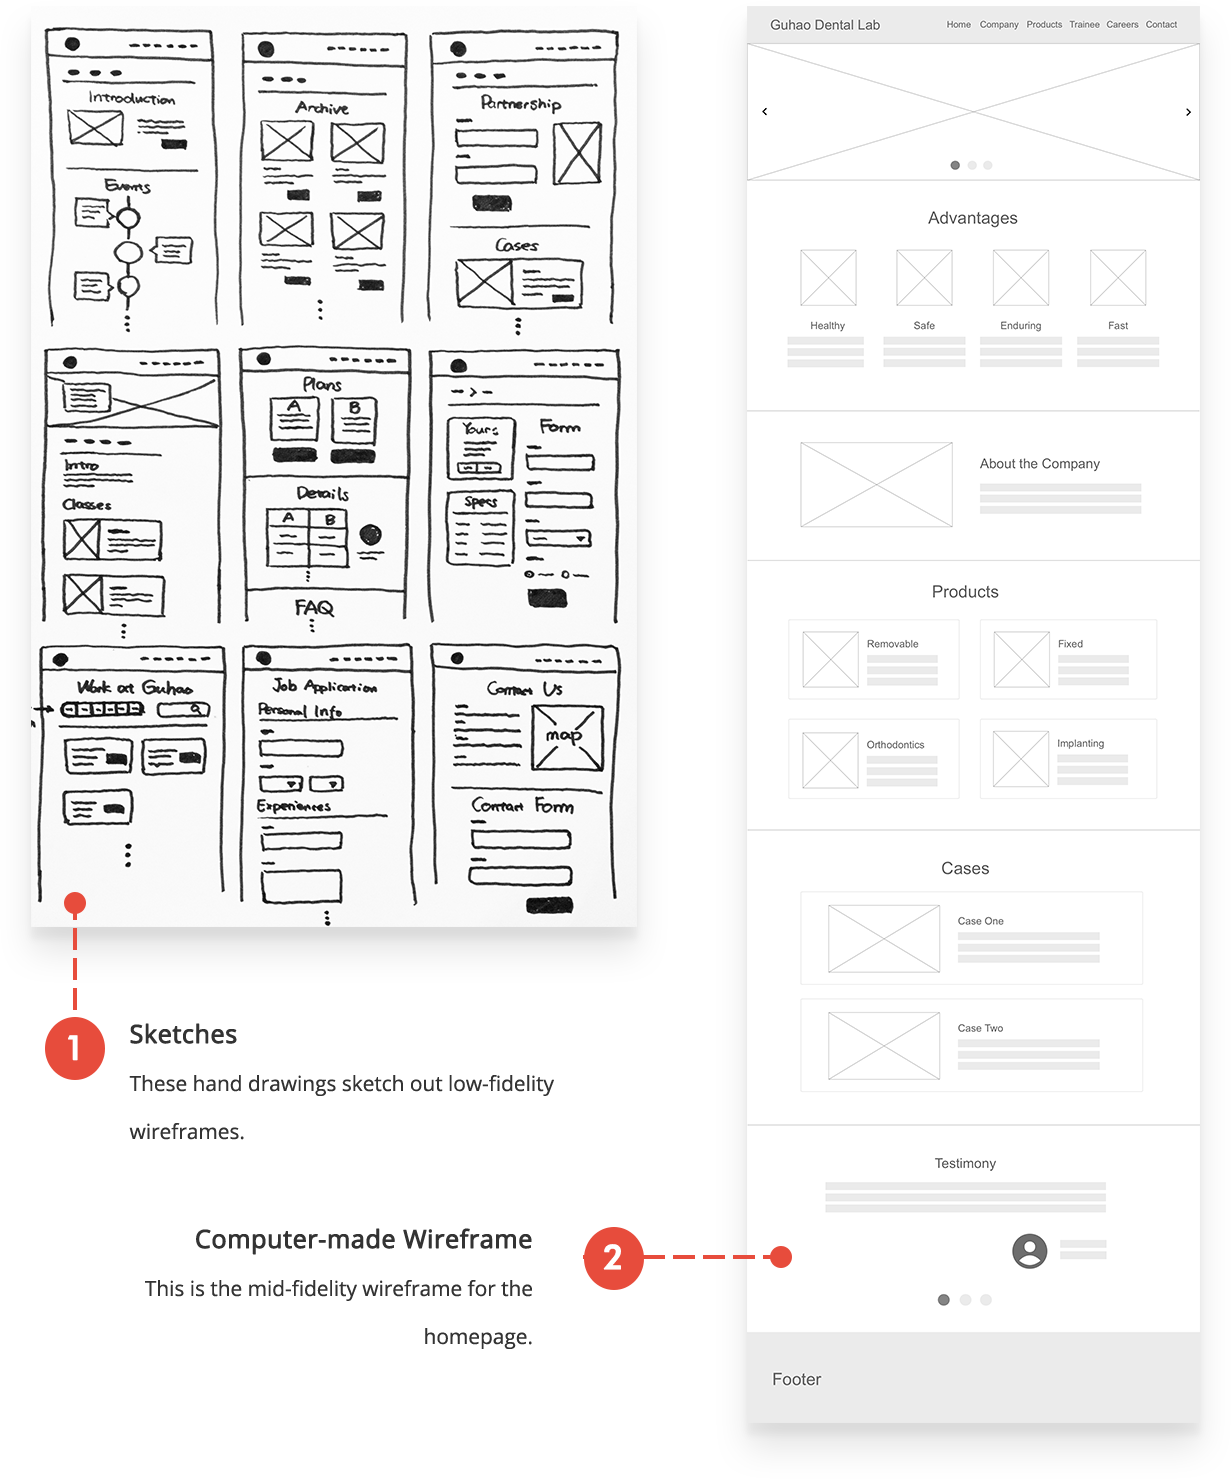 Introduction
Events
Archive
Partnership
Cases
Intro
Classes
Plans
A B
Details
A B
FAQ
Yours
Form
Specs
Work at Guhao
Job Application
Personal Info
Experiences
Contact Us
map
Contact Form
1
Sketches
These hand drawings sketch out low-fidelity
wireframes.
Computer-made Wireframe
This is the mid-fidelity wireframe for the
homepage.
2
Guhao Dental Lab
Home Company Products Trainee Careers Contact
Advantages
Healthy Safe Enduring Fast
About the Company
Products
Removable Fixed
Orthodontics Implanting
Cases
Case One
Case Two
Testimony
Footer